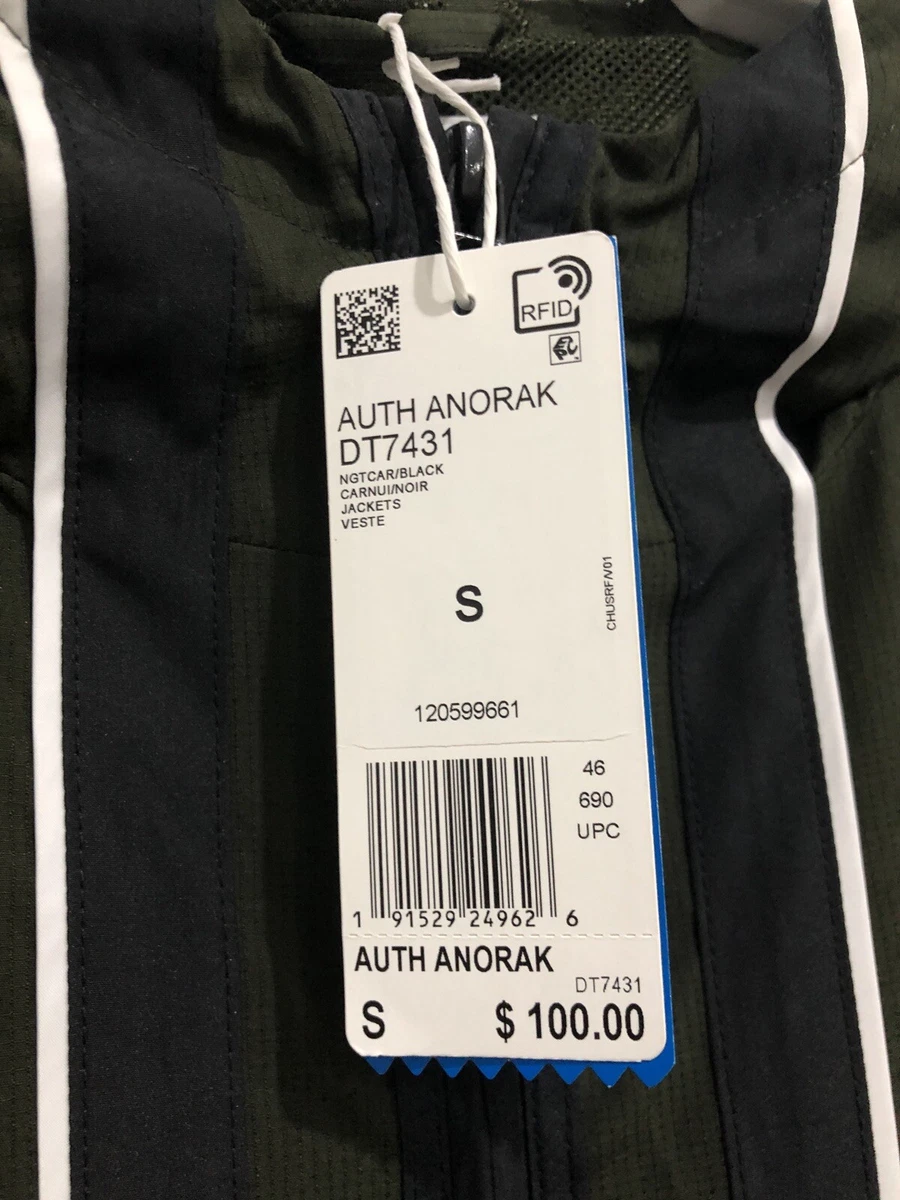 RFID
AUTH ANORAK
DT7431
NGTCAR/BLACK
CARNUI/NOIR
JACKETS
VESTE
S
CHUSRFA/01
120599661
46
690
UPC
1 91529 24962 6
AUTH ANORAK
DT7431
S $ 100.00